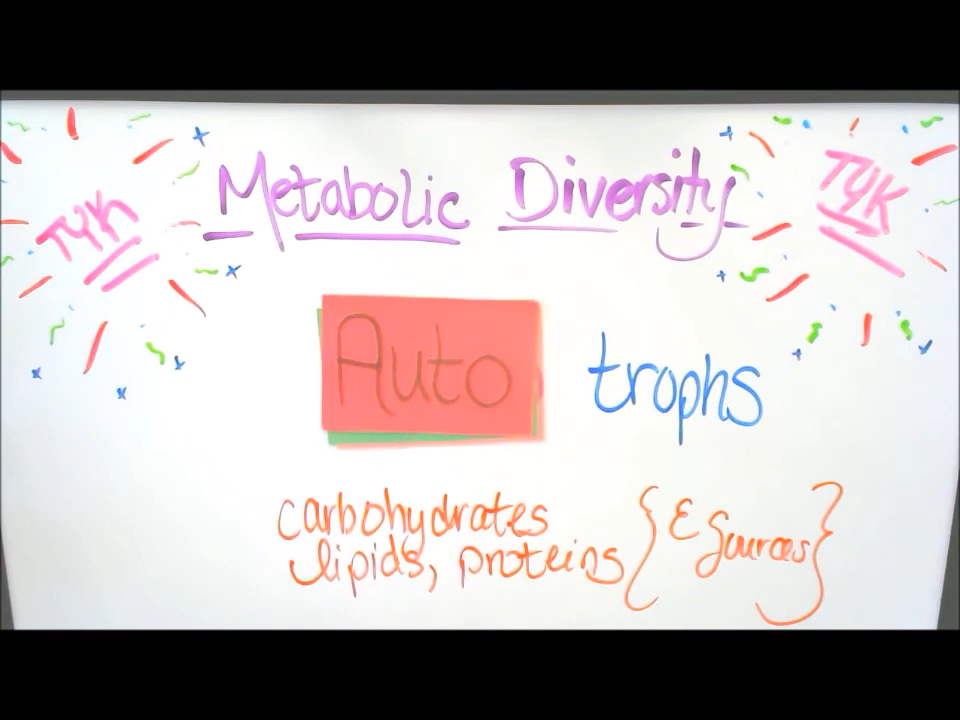 TYK
Metabolic Diversity
TYK
Auto trophs
carbohydrates
lipids, proteins { E Sources }